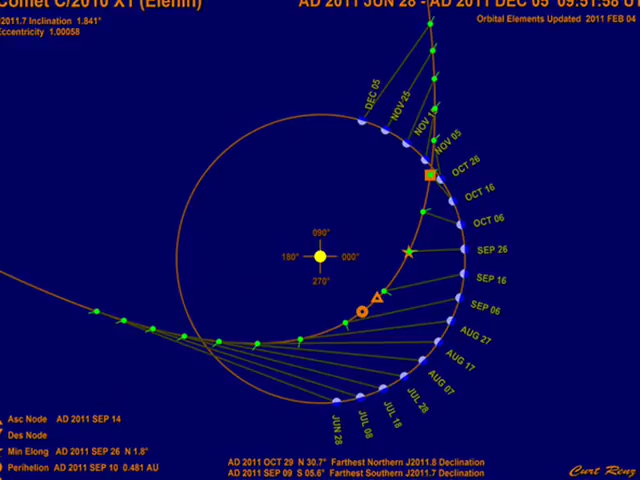 Comet C/2010 X1 (Elenin)
AD 2011 JUN 28 - AD 2011 DEC 05 09:51:58 U
J2011.7 Inclination 1.841°
Eccentricity 1.00058
Orbital Elements Updated 2011 FEB 04
DEC 05
NOV 25
NOV 1
NOV 05
OCT 26
OCT 16
OCT 06
SEP 26
SEP 16
SEP 06
AUG 27
AUG 17
AUG 07
JUL 28
JUL 18
JUL 08
JUN 28
090°
180°
000°
270°
Asc Node AD 2011 SEP 14
Des Node
Min Elong AD 2011 SEP 26 N 1.8°
Perihelion AD 2011 SEP 10 0.481 AU
AD 2011 OCT 29 N 30.7° Farthest Northern J2011.8 Declination
AD 2011 SEP 09 S 05.6° Farthest Southern J2011.7 Declination
Curt Renz